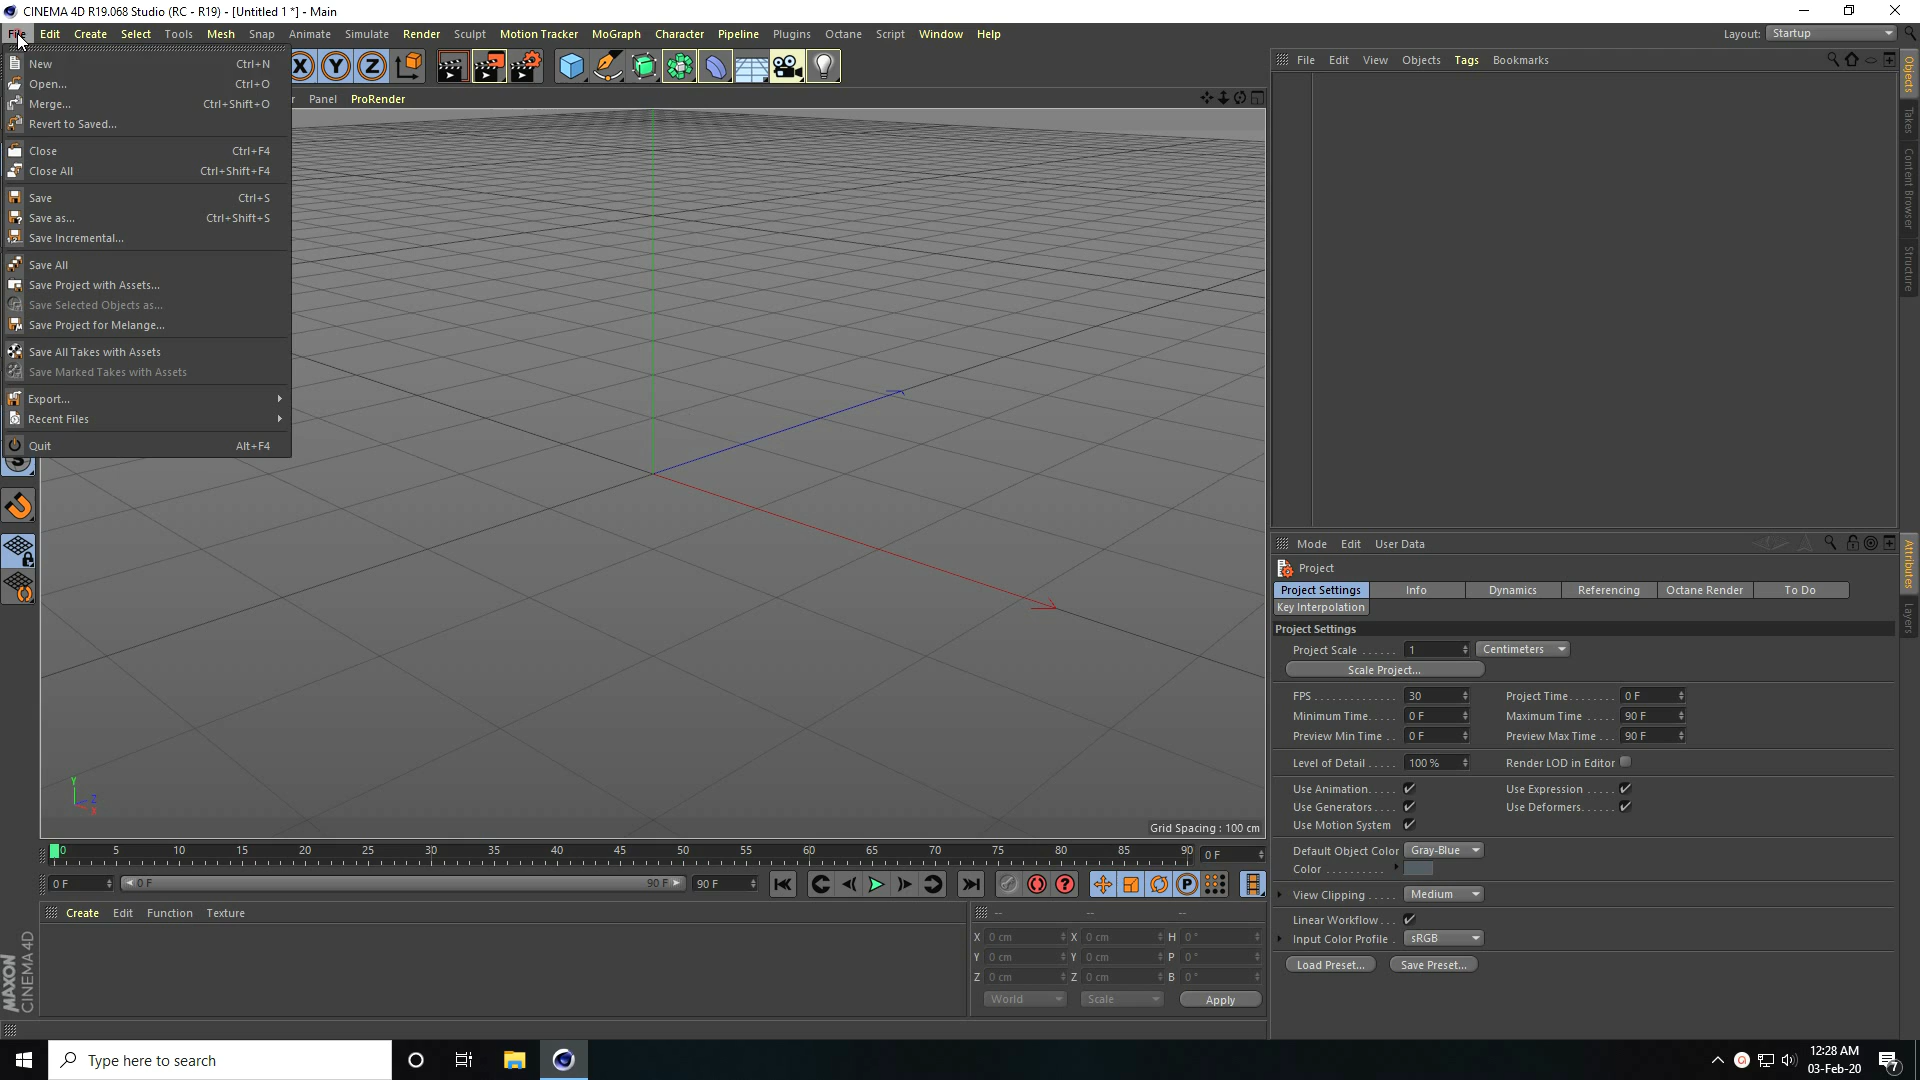 CINEMA 4D R19.068 Studio (RC - R19) - [Untitled 1 *] - Main
File Edit Create Select Tools Mesh Snap Animate Simulate Render Sculpt Motion Tracker MoGraph Character Pipeline Plugins Octane Script Window Help
Layout: Startup
New Ctrl+N
Open... Ctrl+O
Merge... Ctrl+Shift+O
Revert to Saved...
Close Ctrl+F4
Close All Ctrl+Shift+F4
Save Ctrl+S
Save as... Ctrl+Shift+S
Save Incremental...
Save All
Save Project with Assets...
Save Selected Objects as...
Save Project for Melange...
Save All Takes with Assets
Save Marked Takes with Assets
Export...
Recent Files
Quit Alt+F4
X Y Z
Panel ProRender
Y
Z
X
Grid Spacing : 100 cm
0 5 10 15 20 25 30 35 40 45 50 55 60 65 70 75 80 85 90 0 F
0 F 0 F 90 F 90 F
P
Create Edit Function Texture
-- -- --
X 0 cm X 0 cm H 0 °
Y 0 cm Y 0 cm P 0 °
Z 0 cm Z 0 cm B 0 °
World Scale Apply
MAXON
CINEMA 4D
File Edit View Objects Tags Bookmarks
Objects
Takes
Content Browser
Structure
Mode Edit User Data
Project
Project Settings Info Dynamics Referencing Octane Render To Do
Key Interpolation
Project Settings
Project Scale ...... 1 Centimeters
Scale Project...
FPS............. 30 Project Time....... 0 F
Minimum Time..... 0 F Maximum Time ..... 90 F
Preview Min Time .. 0 F Preview Max Time ... 90 F
Level of Detail ..... 100 % Render LOD in Editor
Use Animation..... Use Expression .....
Use Generators .... Use Deformers......
Use Motion System
Default Object Color Gray-Blue
Color ..........
View Clipping ..... Medium
Linear Workflow...
Input Color Profile . sRGB
Load Preset... Save Preset...
Attributes
Layers
Type here to search
12:28 AM
03-Feb-20
7